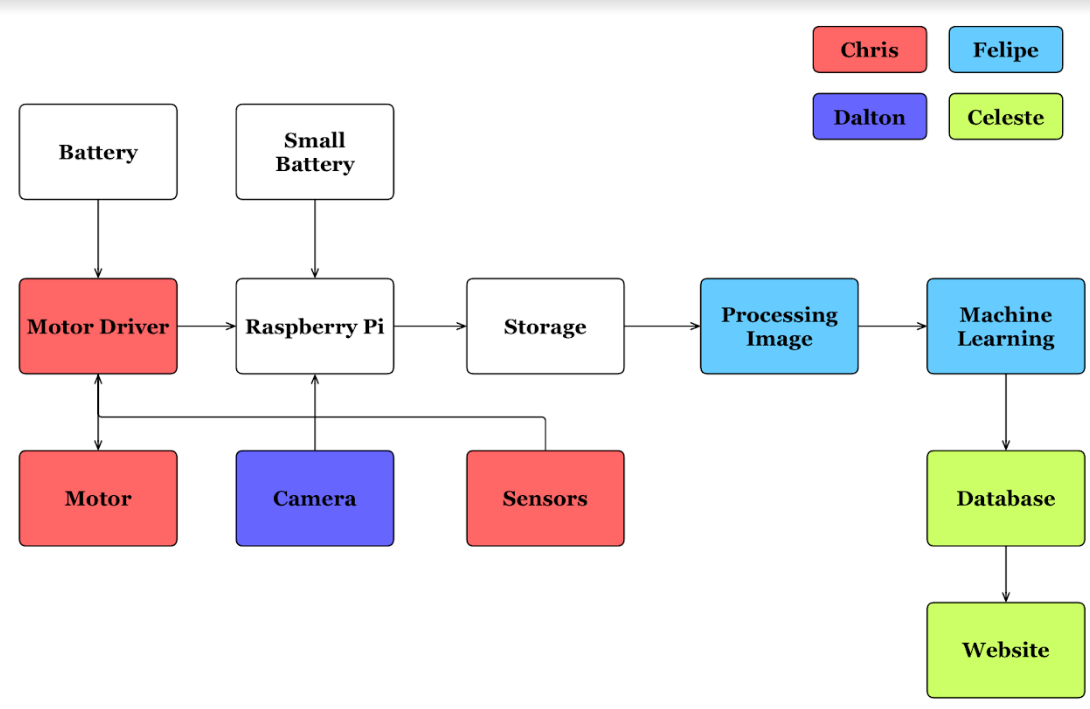 Chris
Felipe
Dalton
Celeste
Battery
Small
Battery
Motor Driver
Raspberry Pi
Storage
Processing
Image
Machine
Learning
Motor
Camera
Sensors
Database
Website